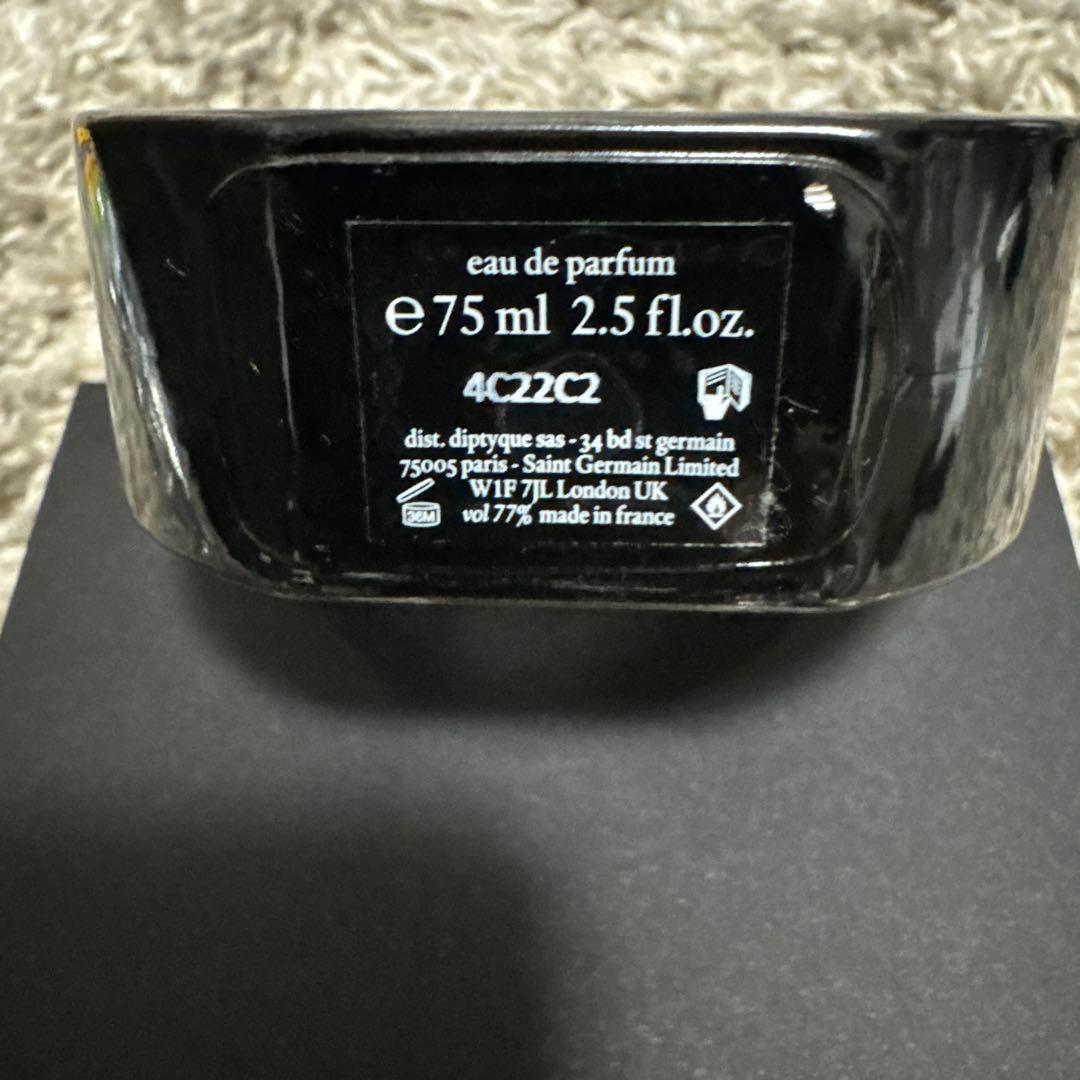 eau de parfum
℮ 75 ml 2.5 fl.oz.
4C22C2
dist. diptyque sas - 34 bd st germain
75005 paris - Saint Germain Limited
W1F 7JL London UK
36M
vol 77% made in france